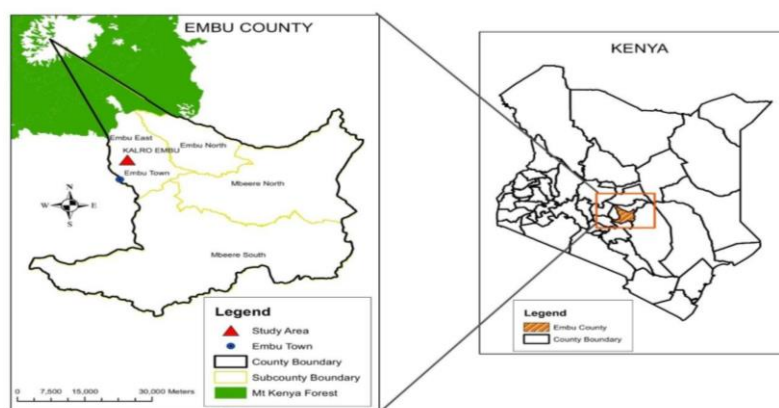 EMBU COUNTY
Embu East
Embu North
KALRO EMBU
Embu Town
Mbeere North
N
W
E
S
Mbeere South
Legend
Study Area
Embu Town
County Boundary
Subcounty Boundary
Mt Kenya Forest
0 7,500 15,000 30,000 Meters
KENYA
Legend
Embu County
County Boundary